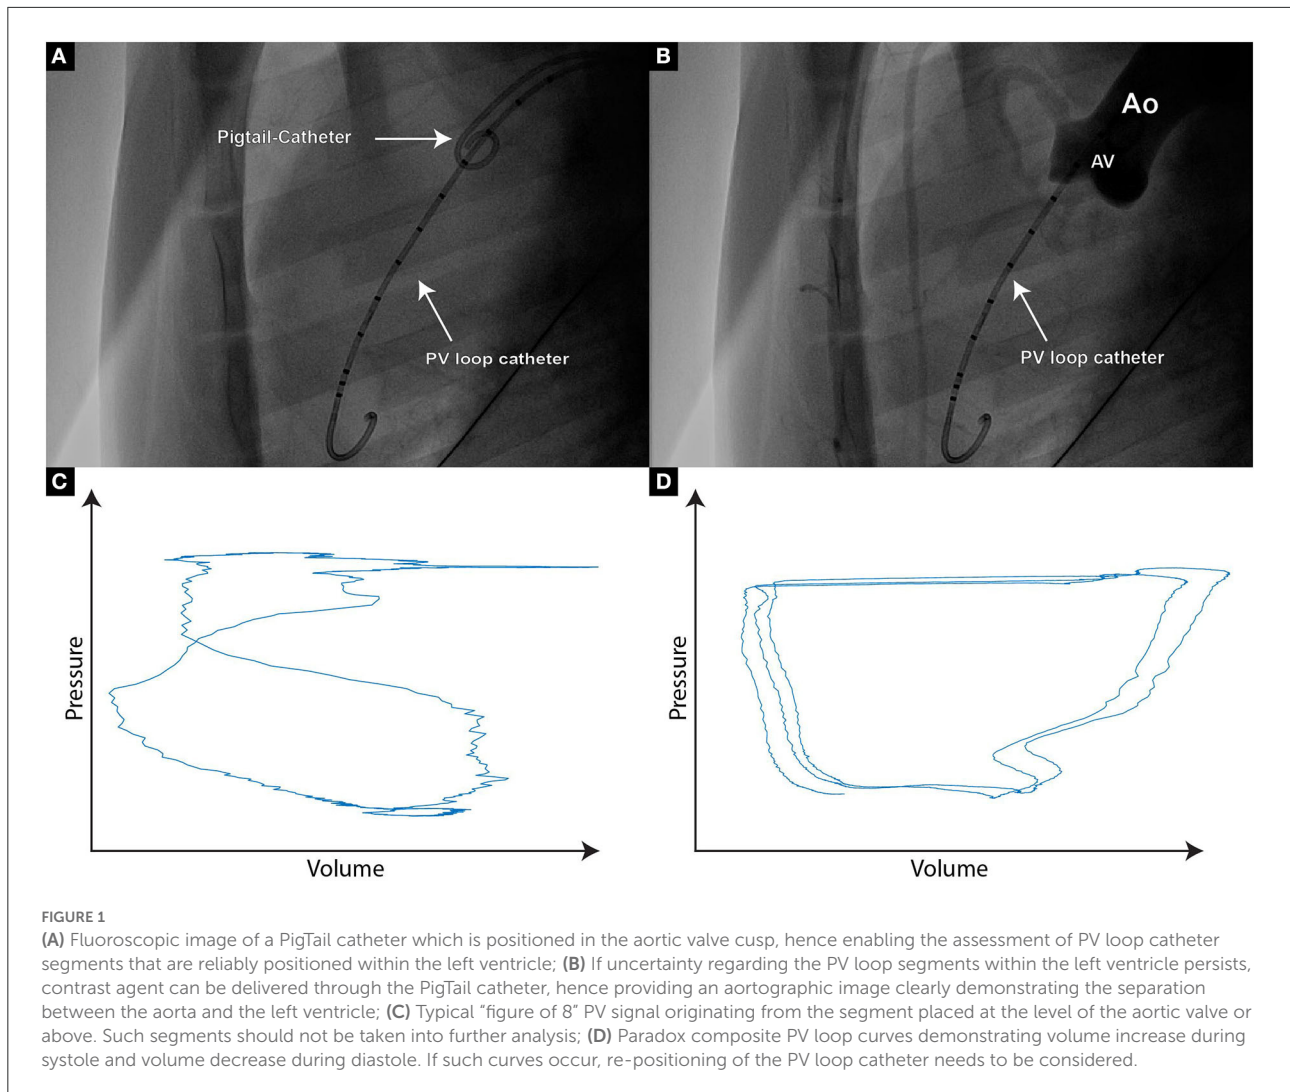 A
Pigtail-Catheter
PV loop catheter
B
Ao
AV
PV loop catheter
C
Pressure
Volume
D
Pressure
Volume
FIGURE 1
(A) Fluoroscopic image of a PigTail catheter which is positioned in the aortic valve cusp, hence enabling the assessment of PV loop catheter
segments that are reliably positioned within the left ventricle; (B) If uncertainty regarding the PV loop segments within the left ventricle persists,
contrast agent can be delivered through the PigTail catheter, hence providing an aortographic image clearly demonstrating the separation
between the aorta and the left ventricle; (C) Typical “figure of 8” PV signal originating from the segment placed at the level of the aortic valve or
above. Such segments should not be taken into further analysis; (D) Paradox composite PV loop curves demonstrating volume increase during
systole and volume decrease during diastole. If such curves occur, re-positioning of the PV loop catheter needs to be considered.